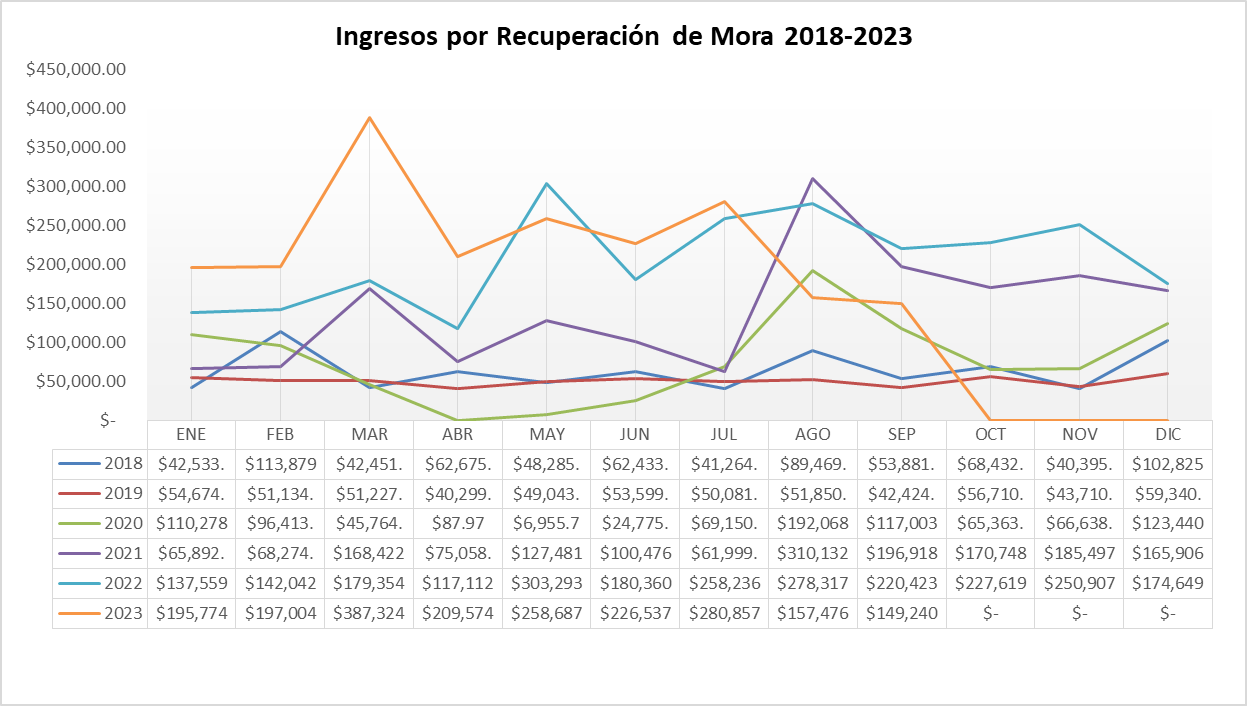 Ingresos por Recuperación de Mora 2018-2023
$450,000.00
$400,000.00
$350,000.00
$300,000.00
$250,000.00
$200,000.00
$150,000.00
$100,000.00
$50,000.00
$-
ENE FEB MAR ABR MAY JUN JUL AGO SEP OCT NOV DIC
2018 $42,533. $113,879 $42,451. $62,675. $48,285. $62,433. $41,264. $89,469. $53,881. $68,432. $40,395. $102,825
2019 $54,674. $51,134. $51,227. $40,299. $49,043. $53,599. $50,081. $51,850. $42,424. $56,710. $43,710. $59,340.
2020 $110,278 $96,413. $45,764. $87.97 $6,955.7 $24,775. $69,150. $192,068 $117,003 $65,363. $66,638. $123,440
2021 $65,892. $68,274. $168,422 $75,058. $127,481 $100,476 $61,999. $310,132 $196,918 $170,748 $185,497 $165,906
2022 $137,559 $142,042 $179,354 $117,112 $303,293 $180,360 $258,236 $278,317 $220,423 $227,619 $250,907 $174,649
2023 $195,774 $197,004 $387,324 $209,574 $258,687 $226,537 $280,857 $157,476 $149,240 $- $- $-